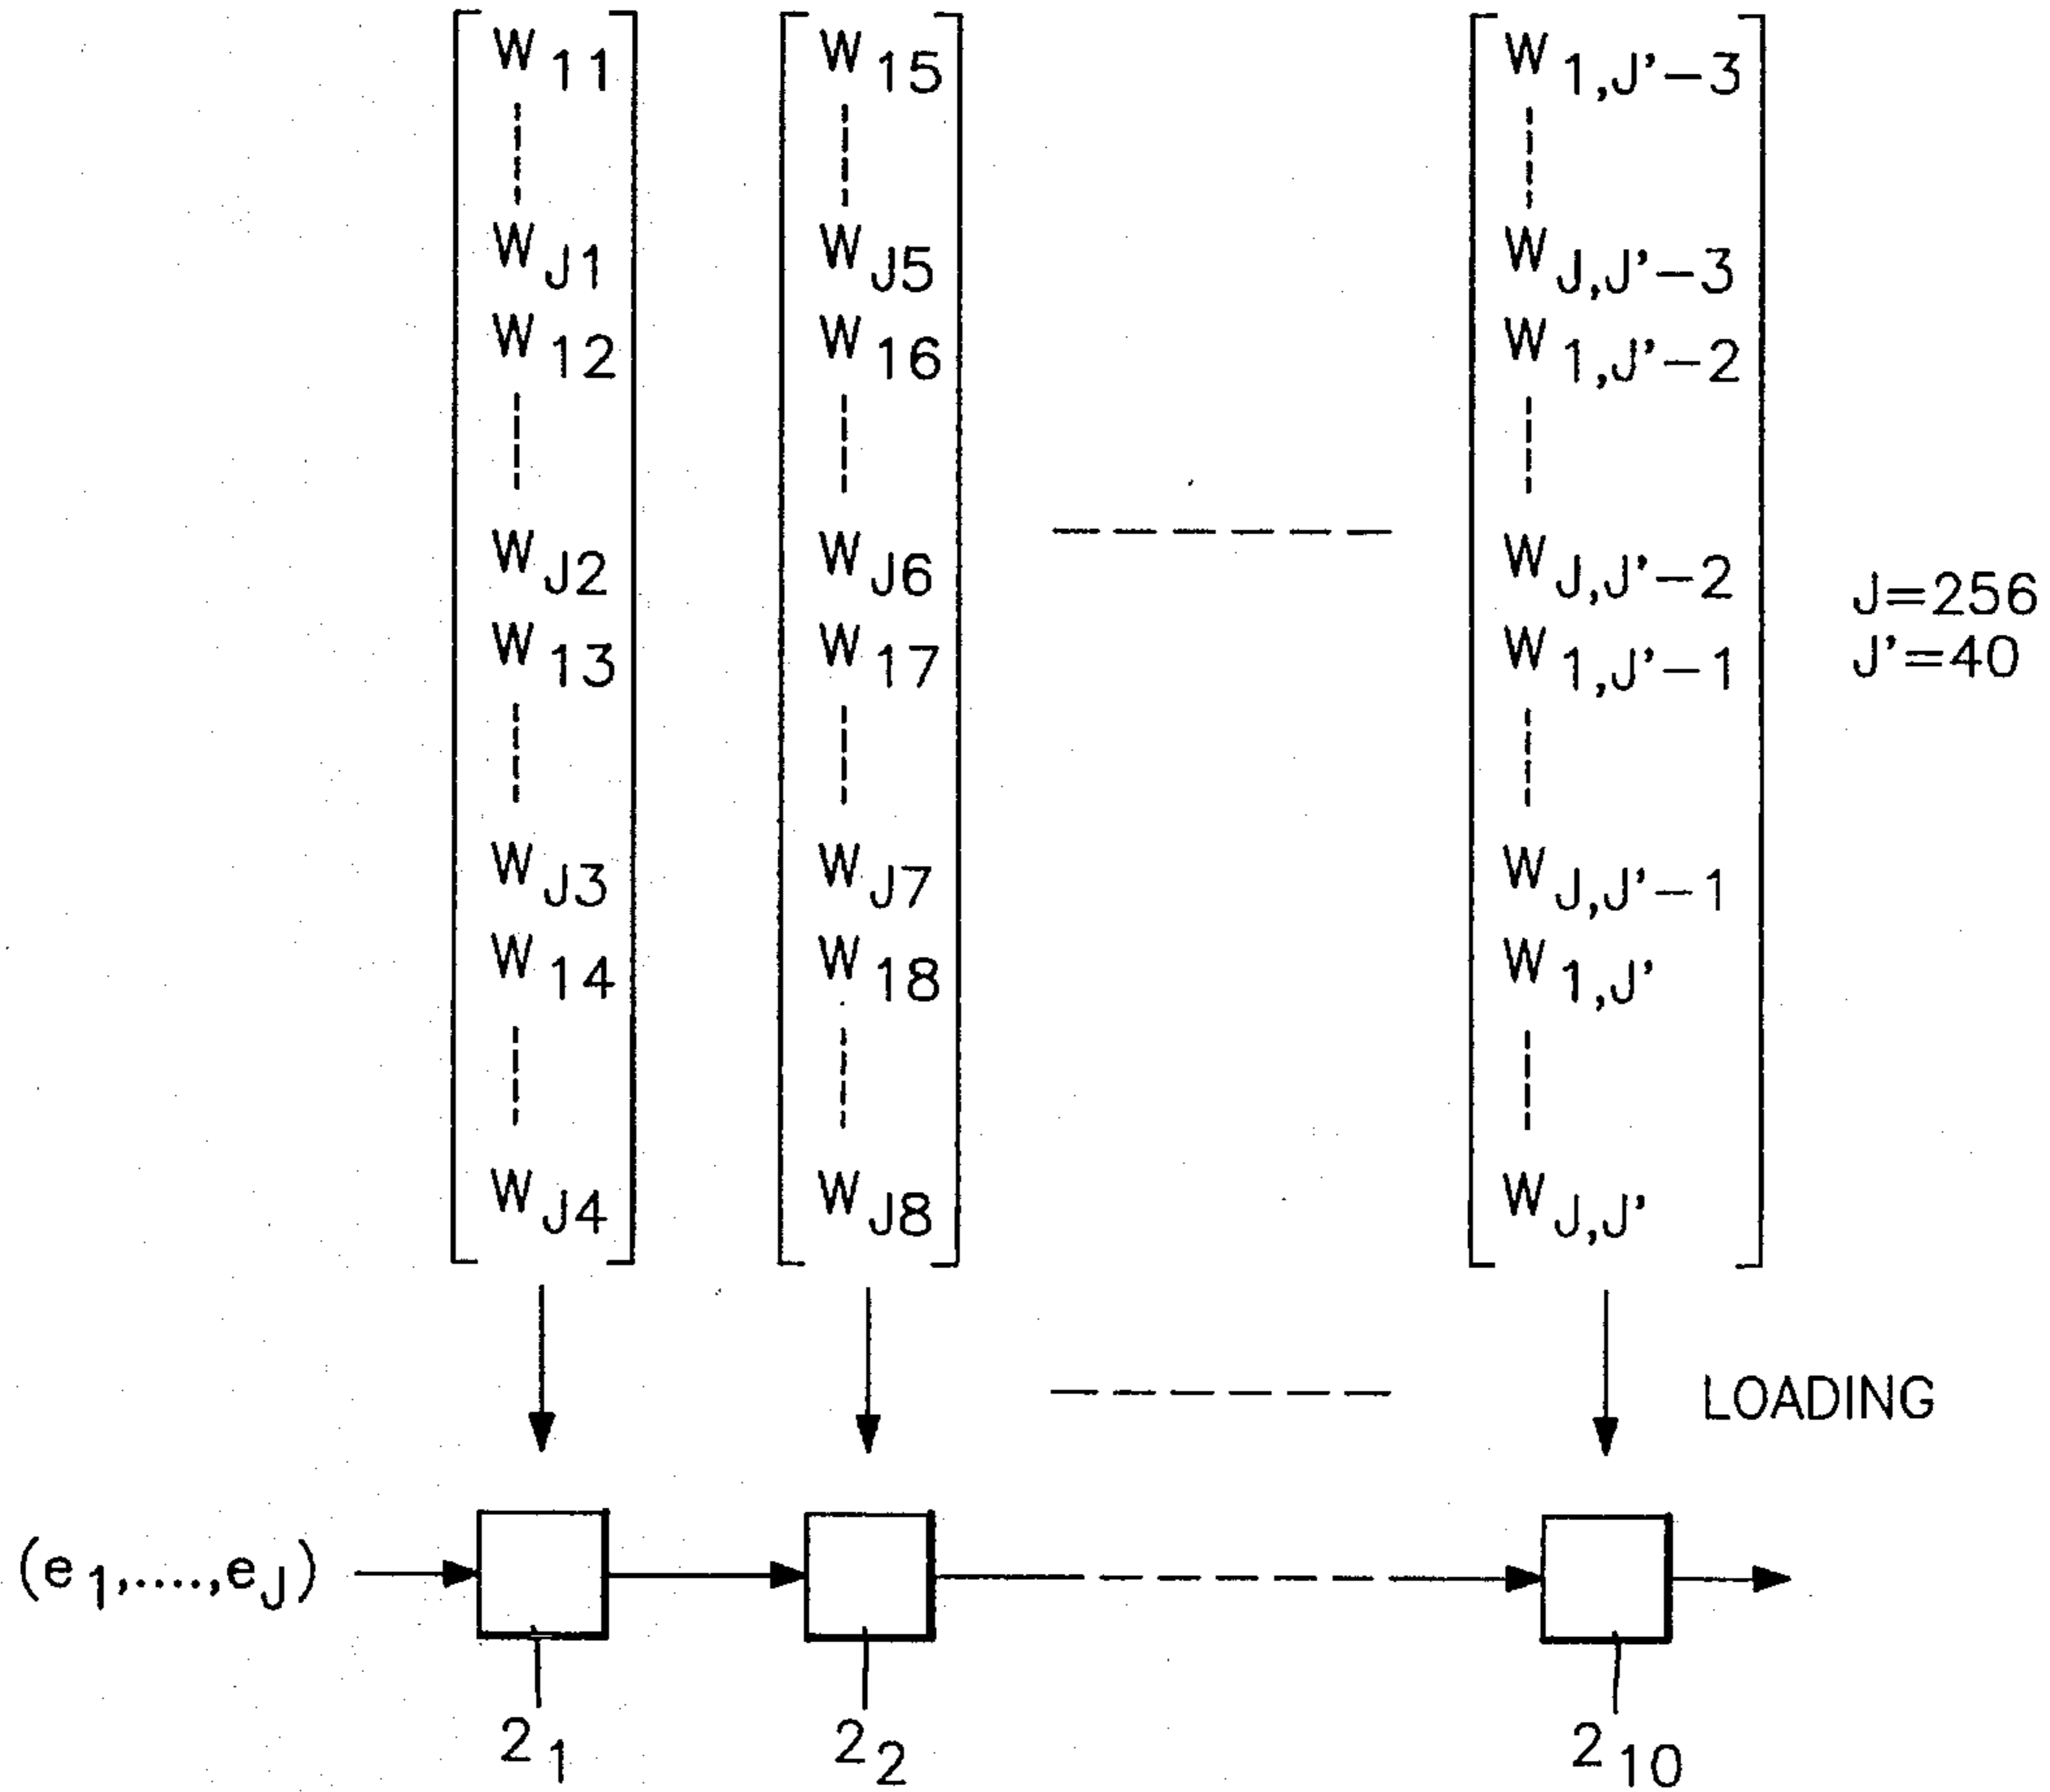 W11 W15 W1,J'-3
WJ1 WJ5 WJ,J'-3
W12 W16 W1,J'-2
WJ2 WJ6 WJ,J'-2
J=256
W13 W17 W1,J'-1
J'=40
WJ3 WJ7 WJ,J'-1
W14 W18 W1,J'
WJ4 WJ8 WJ,J'
LOADING
(e1,....,eJ)
21 22 210